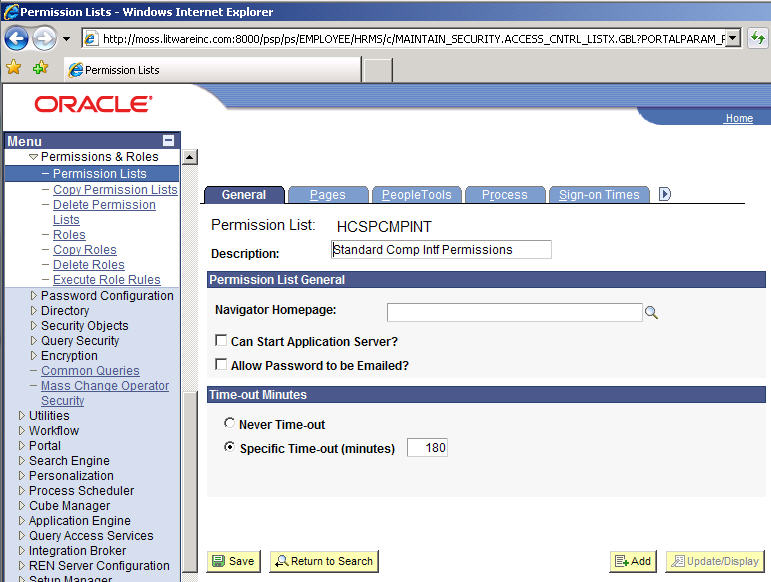 Permission Lists - Windows Internet Explorer
http://moss.litwareinc.com:8000/psp/ps/EMPLOYEE/HRMS/c/MAINTAIN_SECURITY.ACCESS_CNTRL_LISTX.GBL?PORTALPARAM_
Permission Lists
ORACLE®
Home
Menu
Permissions & Roles
Permission Lists
Copy Permission Lists
Delete Permission
Lists
Roles
Copy Roles
Delete Roles
Execute Role Rules
Password Configuration
Directory
Security Objects
Query Security
Encryption
Common Queries
Mass Change Operator
Security
Utilities
Workflow
Portal
Search Engine
Personalization
Process Scheduler
Cube Manager
Application Engine
Query Access Services
Integration Broker
REN Server Configuration
Setup Manager
General Pages PeopleTools Process Sign-on Times
Permission List: HCSPCMPINT
Description: Standard Comp Intf Permissions
Permission List General
Navigator Homepage:
Can Start Application Server?
Allow Password to be Emailed?
Time-out Minutes
Never Time-out
Specific Time-out (minutes) 180
Save Return to Search Add Update/Display